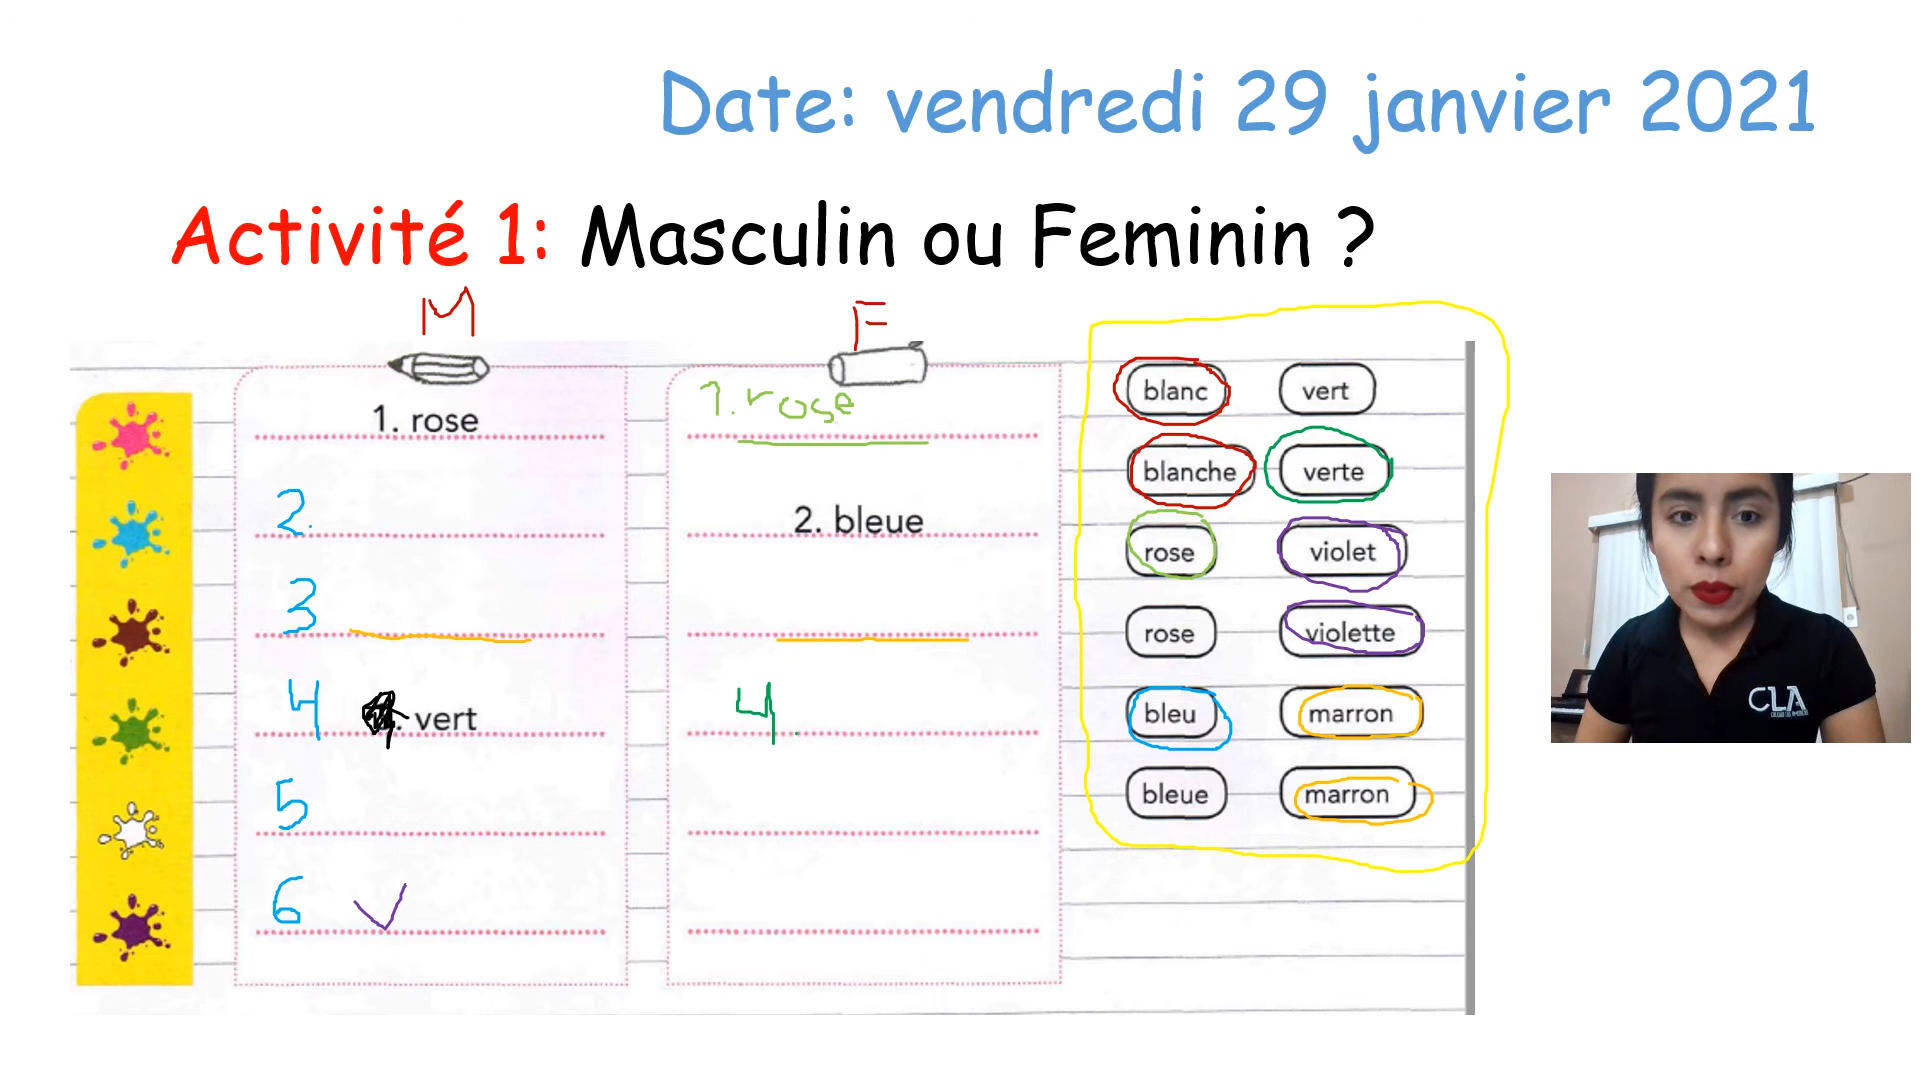 Date: vendredi 29 janvier 2021
Activité 1: Masculin ou Feminin ?
M
F
1. rose
1. rose
2.
2. bleue
3
4 vert
4.
5
6
blanc vert
blanche verte
rose violet
rose violette
bleu marron
bleue marron
CLA